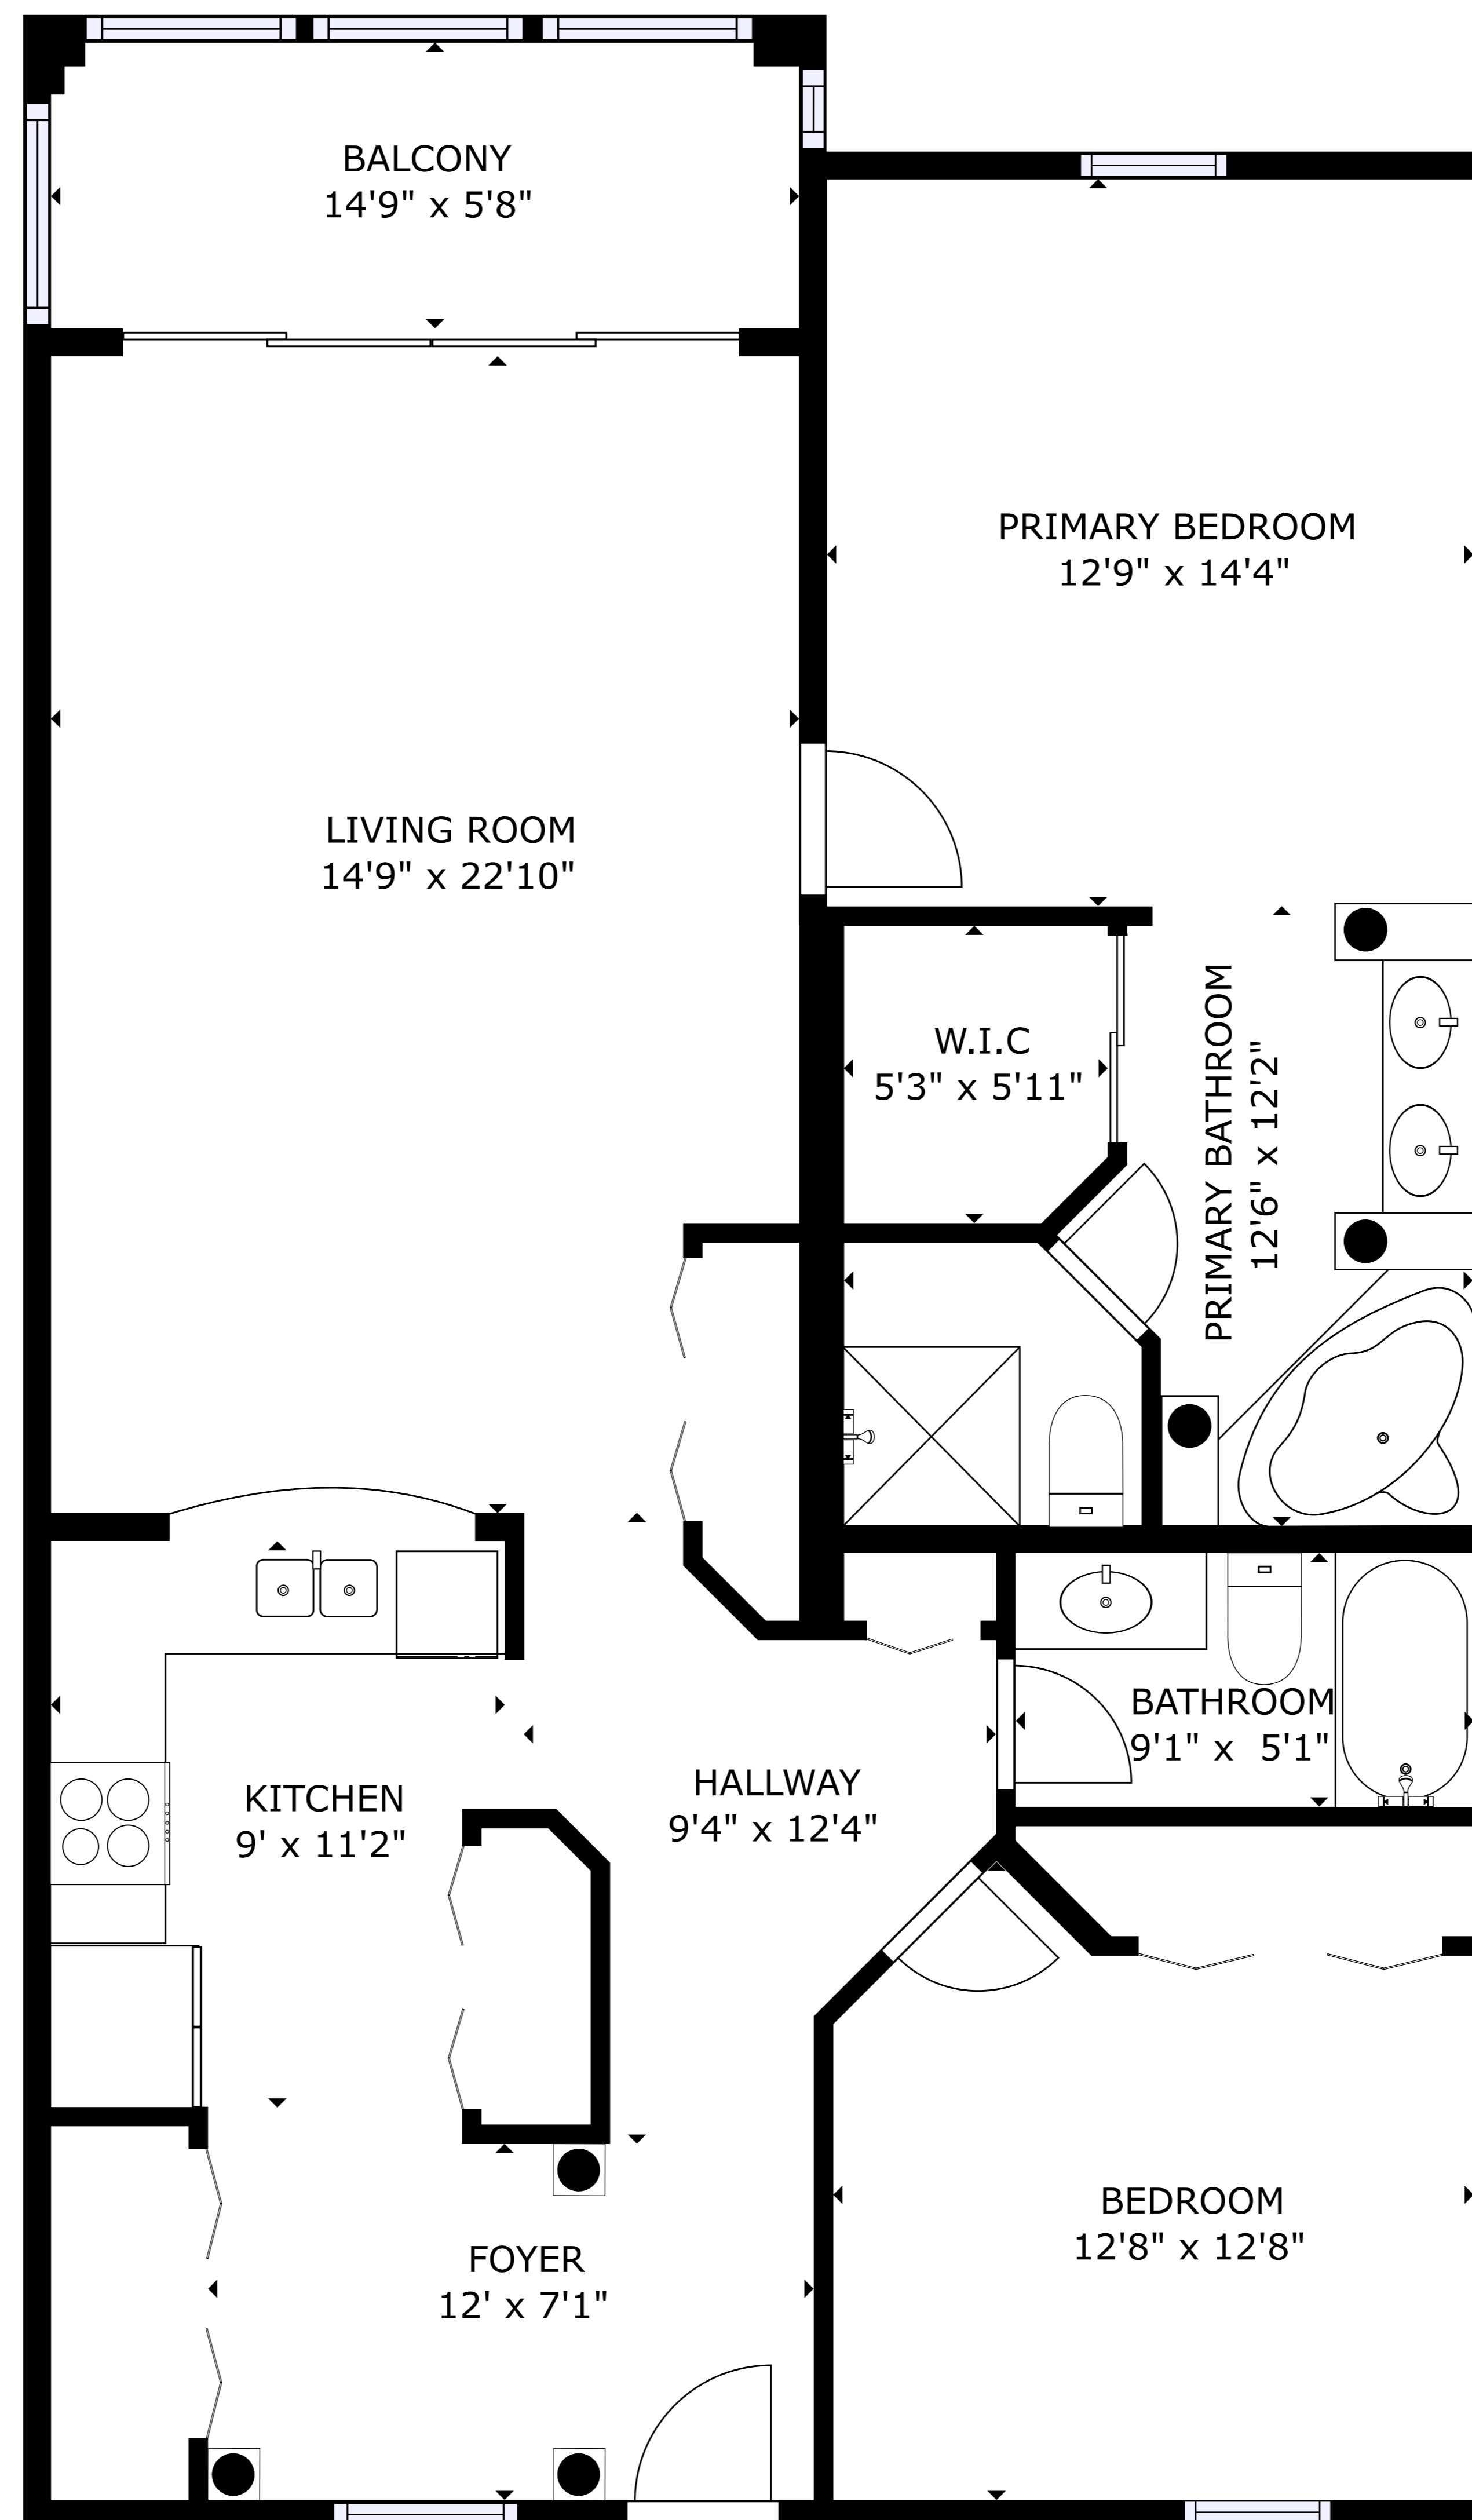 BALCONY
14'9" x 5'8"
PRIMARY BEDROOM
12'9" x 14'4"
LIVING ROOM
14'9" x 22'10"
W.I.C
5'3" x 5'11"
PRIMARY BATHROOM
12'6" x 12'2"
BATHROOM
9'1" x 5'1"
KITCHEN
9' x 11'2"
HALLWAY
9'4" x 12'4"
BEDROOM
12'8" x 12'8"
FOYER
12' x 7'1"